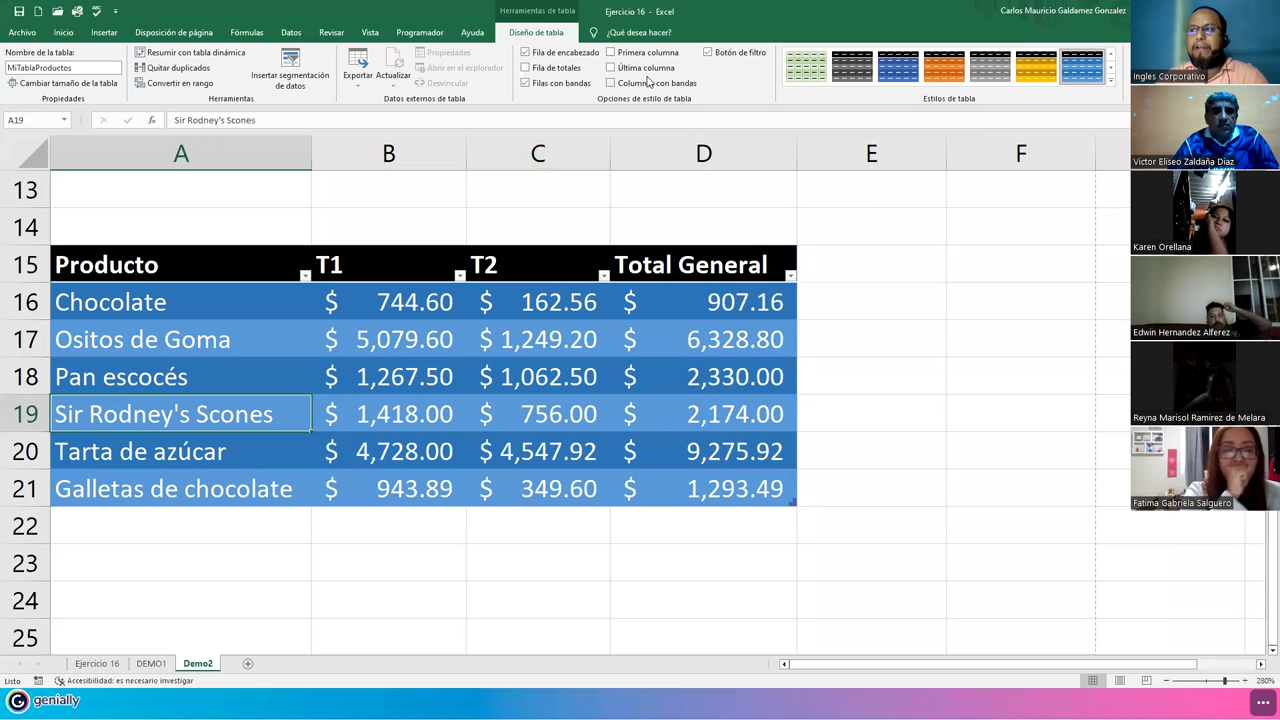 Herramientas de tabla
Ejercicio 16 - Excel
Carlos Mauricio Galdamez Gonzalez
Archivo Inicio Insertar Disposición de página Fórmulas Datos Revisar Vista Programador Ayuda Diseño de tabla ¿Qué desea hacer?
Nombre de la tabla:
MiTablaProductos
Cambiar tamaño de la tabla
Propiedades
Resumir con tabla dinámica
Quitar duplicados
Convertir en rango
Insertar segmentación de datos
Herramientas
Exportar Actualizar
Propiedades
Abrir en el explorador
Desvincular
Datos externos de tabla
Fila de encabezado Primera columna Botón de filtro
Fila de totales Última columna
Filas con bandas Columnas con bandas
Opciones de estilo de tabla
Estilos de tabla
A19 fx Sir Rodney's Scones
A B C D E F
13
14
15 Producto T1 T2 Total General
16 Chocolate $ 744.60 $ 162.56 $ 907.16
17 Ositos de Goma $ 5,079.60 $ 1,249.20 $ 6,328.80
18 Pan escocés $ 1,267.50 $ 1,062.50 $ 2,330.00
19 Sir Rodney's Scones $ 1,418.00 $ 756.00 $ 2,174.00
20 Tarta de azúcar $ 4,728.00 $ 4,547.92 $ 9,275.92
21 Galletas de chocolate $ 943.89 $ 349.60 $ 1,293.49
22
23
24
25
Ejercicio 16 DEMO1 Demo2
Listo Accesibilidad: es necesario investigar 280%
genially
Ingles Corporativo
Victor Eliseo Zaldaña Diaz
Karen Orellana
Edwin Hernandez Alferez
Reyna Marisol Ramirez de Melara
Fatima Gabriela Salguero